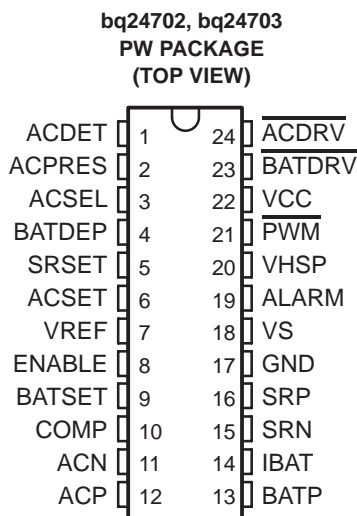 bq24702, bq24703
PW PACKAGE
(TOP VIEW)
ACDET 1 24 ACDRV
ACPRES 2 23 BATDRV
ACSEL 3 22 VCC
BATDEP 4 21 PWM
SRSET 5 20 VHSP
ACSET 6 19 ALARM
VREF 7 18 VS
ENABLE 8 17 GND
BATSET 9 16 SRP
COMP 10 15 SRN
ACN 11 14 IBAT
ACP 12 13 BATP